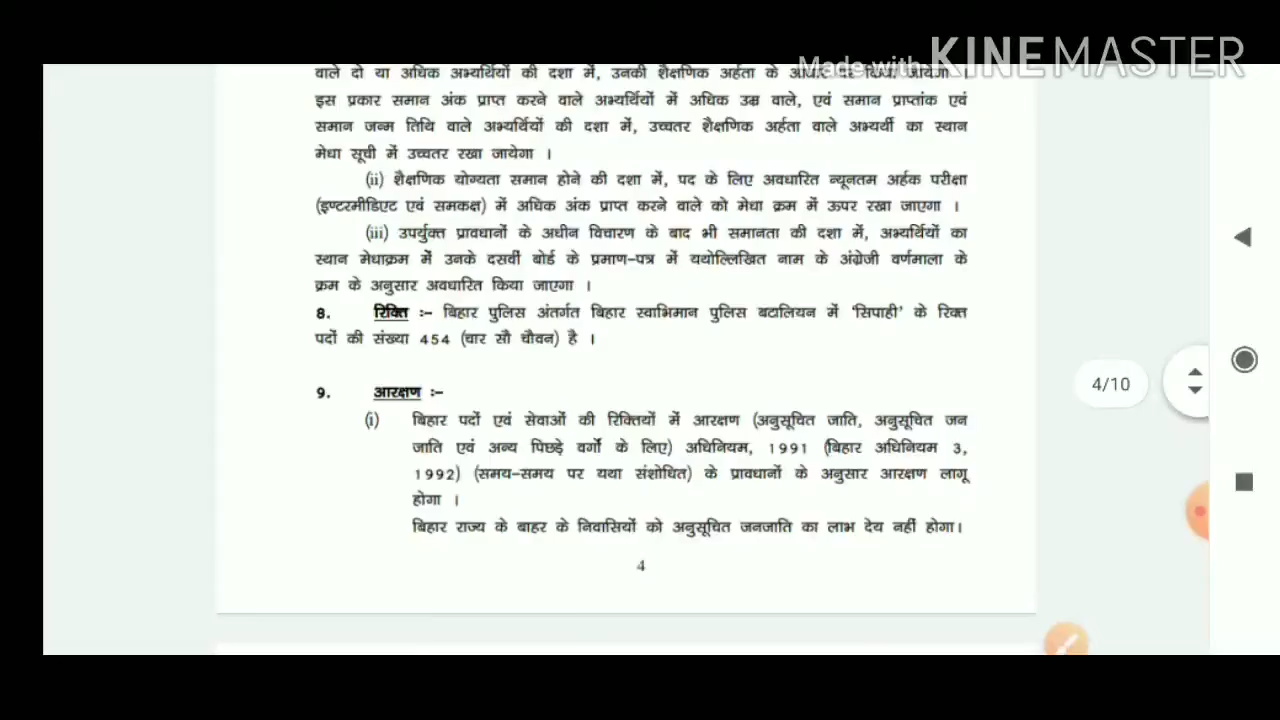 Made with KINEMASTER
वाले दो या अधिक अभ्यर्थियों की दशा में, उनकी शैक्षणिक अर्हता के
इस प्रकार समान अंक प्राप्त करने वाले अभ्यर्थियों में अधिक उम्र वाले, एवं समान प्राप्तांक एवं
समान जन्म तिथि वाले अभ्यर्थियों की दशा में, उच्चतर शैक्षणिक अर्हता वाले अभ्यर्थी का स्थान
मेधा सूची में उच्चतर रखा जायेगा ।
(ii) शैक्षणिक योग्यता समान होने की दशा में, पद के लिए अवधारित न्यूनतम अर्हक परीक्षा
(इण्टरमीडिएट एवं समकक्ष) में अधिक अंक प्राप्त करने वाले को मेधा क्रम में ऊपर रखा जाएगा ।
(iii) उपर्युक्त प्रावधानों के अधीन विचारण के बाद भी समानता की दशा में, अभ्यर्थियों का
स्थान मेधाक्रम में उनके दसवीं बोर्ड के प्रमाण-पत्र में यथोल्लिखित नाम के अंग्रेजी वर्णमाला के
क्रम के अनुसार अवधारित किया जाएगा ।
8. रिक्ति :- बिहार पुलिस अंतर्गत बिहार स्वाभिमान पुलिस बटालियन में 'सिपाही' के रिक्त
पदों की संख्या 454 (चार सौ चौवन) है ।
9. आरक्षण :-
(i) बिहार पदों एवं सेवाओं की रिक्तियों में आरक्षण (अनुसूचित जाति, अनुसूचित जन
जाति एवं अन्य पिछड़े वर्गों के लिए) अधिनियम, 1991 (बिहार अधिनियम 3,
1992) (समय-समय पर यथा संशोधित) के प्रावधानों के अनुसार आरक्षण लागू
होगा ।
बिहार राज्य के बाहर के निवासियों को अनुसूचित जनजाति का लाभ देय नहीं होगा।
4
4/10